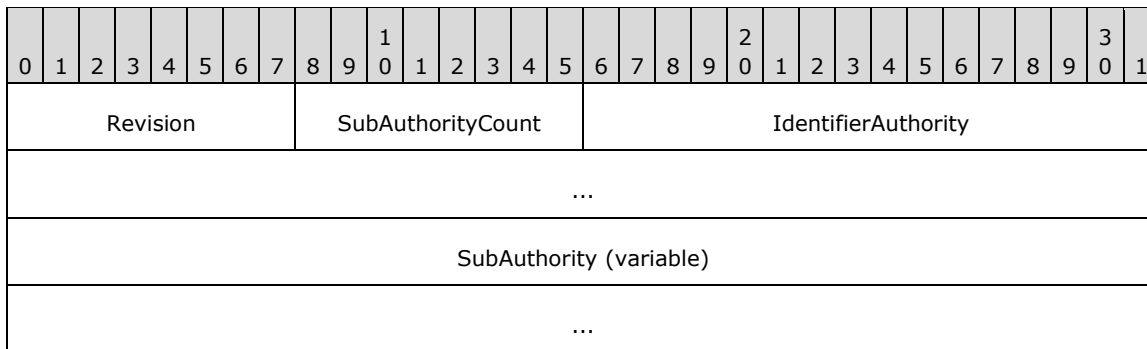 1 2 3
0 1 2 3 4 5 6 7 8 9 0 1 2 3 4 5 6 7 8 9 0 1 2 3 4 5 6 7 8 9 0 1
Revision SubAuthorityCount IdentifierAuthority
...
SubAuthority (variable)
...